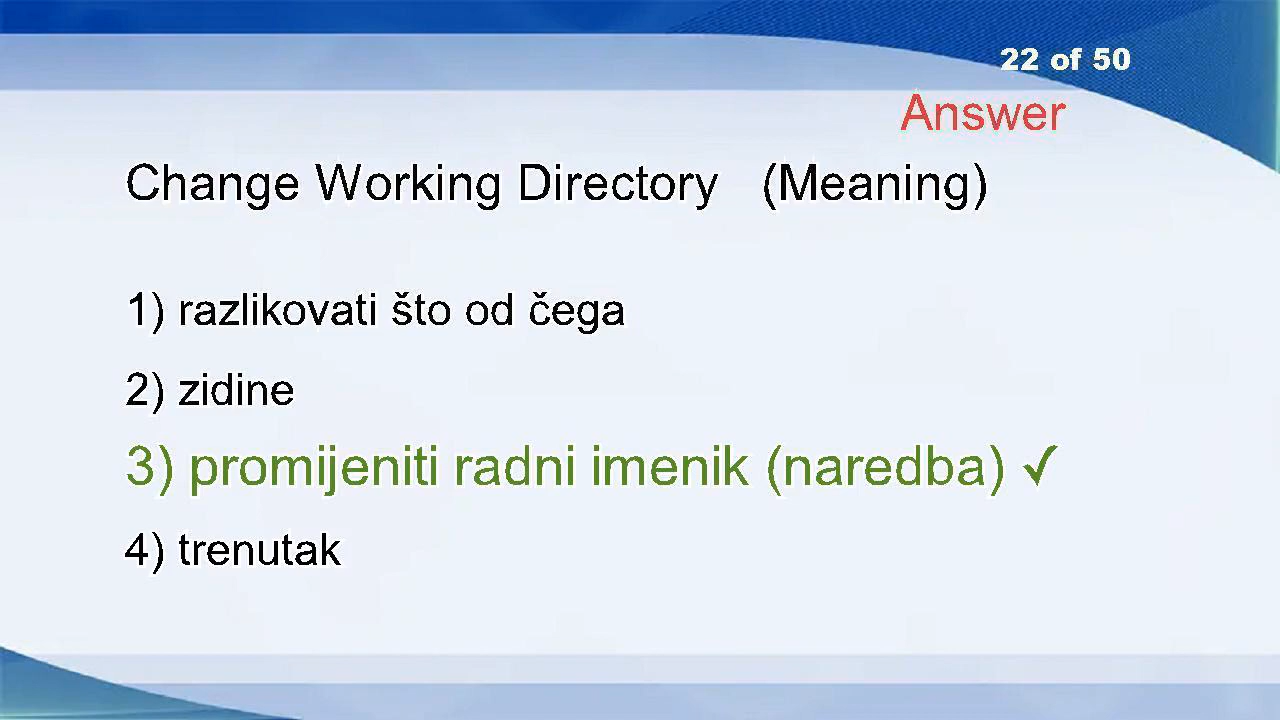 22 of 50
Answer
Change Working Directory (Meaning)
1) razlikovati što od čega
2) zidine
3) promijeniti radni imenik (naredba) ✓
4) trenutak